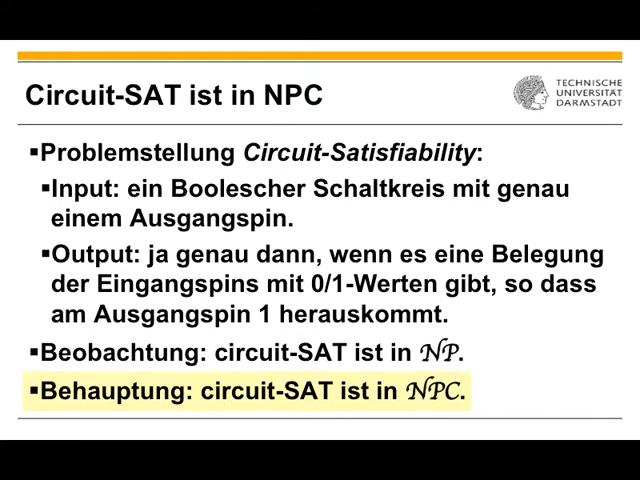 Circuit-SAT ist in NPC
TECHNISCHE
UNIVERSITÄT
DARMSTADT
▪Problemstellung Circuit-Satisfiability:
▪Input: ein Boolescher Schaltkreis mit genau
einem Ausgangspin.
▪Output: ja genau dann, wenn es eine Belegung
der Eingangspins mit 0/1-Werten gibt, so dass
am Ausgangspin 1 herauskommt.
▪Beobachtung: circuit-SAT ist in NP.
▪Behauptung: circuit-SAT ist in NPC.